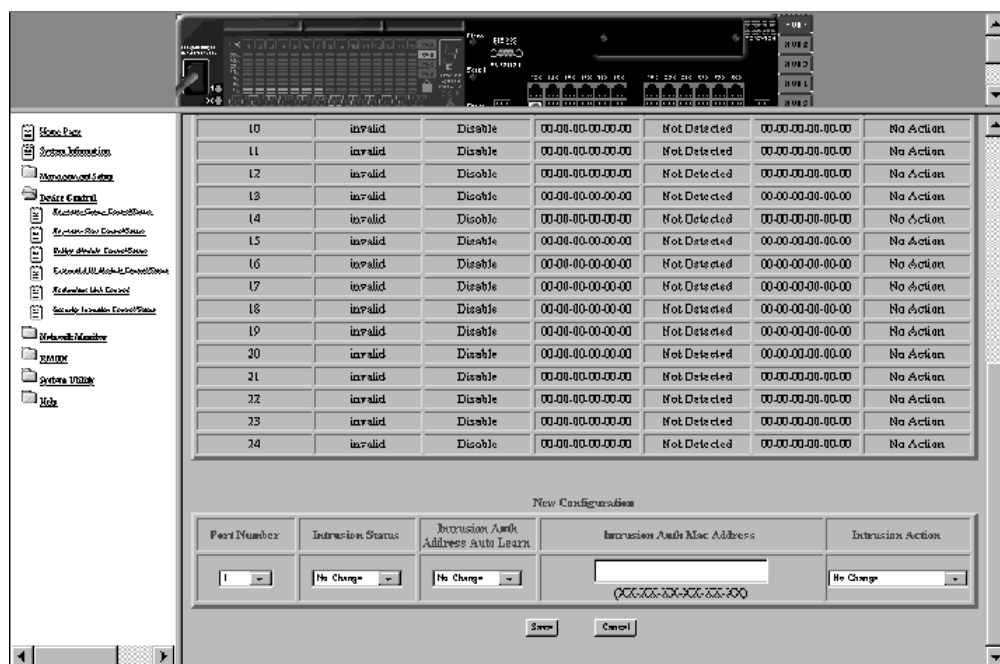 RS232
HUB 2
HUB 3
Home Page
System Information
Management Setup
Device Control
Redundant Link Control
Security Intrusion Control/Status
Network Monitor
RMON
System Utility
Help
10 invalid Disable 00-00-00-00-00-00 Not Detected 00-00-00-00-00-00 No Action
11 invalid Disable 00-00-00-00-00-00 Not Detected 00-00-00-00-00-00 No Action
12 invalid Disable 00-00-00-00-00-00 Not Detected 00-00-00-00-00-00 No Action
13 invalid Disable 00-00-00-00-00-00 Not Detected 00-00-00-00-00-00 No Action
14 invalid Disable 00-00-00-00-00-00 Not Detected 00-00-00-00-00-00 No Action
15 invalid Disable 00-00-00-00-00-00 Not Detected 00-00-00-00-00-00 No Action
16 invalid Disable 00-00-00-00-00-00 Not Detected 00-00-00-00-00-00 No Action
17 invalid Disable 00-00-00-00-00-00 Not Detected 00-00-00-00-00-00 No Action
18 invalid Disable 00-00-00-00-00-00 Not Detected 00-00-00-00-00-00 No Action
19 invalid Disable 00-00-00-00-00-00 Not Detected 00-00-00-00-00-00 No Action
20 invalid Disable 00-00-00-00-00-00 Not Detected 00-00-00-00-00-00 No Action
21 invalid Disable 00-00-00-00-00-00 Not Detected 00-00-00-00-00-00 No Action
22 invalid Disable 00-00-00-00-00-00 Not Detected 00-00-00-00-00-00 No Action
23 invalid Disable 00-00-00-00-00-00 Not Detected 00-00-00-00-00-00 No Action
24 invalid Disable 00-00-00-00-00-00 Not Detected 00-00-00-00-00-00 No Action
New Configuration
Port Number Intrusion Status Intrusion Auth Address Auto Learn Intrusion Auth Mac Address Intrusion Action
1 No Change No Change No Change
(XX-XX-XX-XX-XX-XX)
Save Cancel